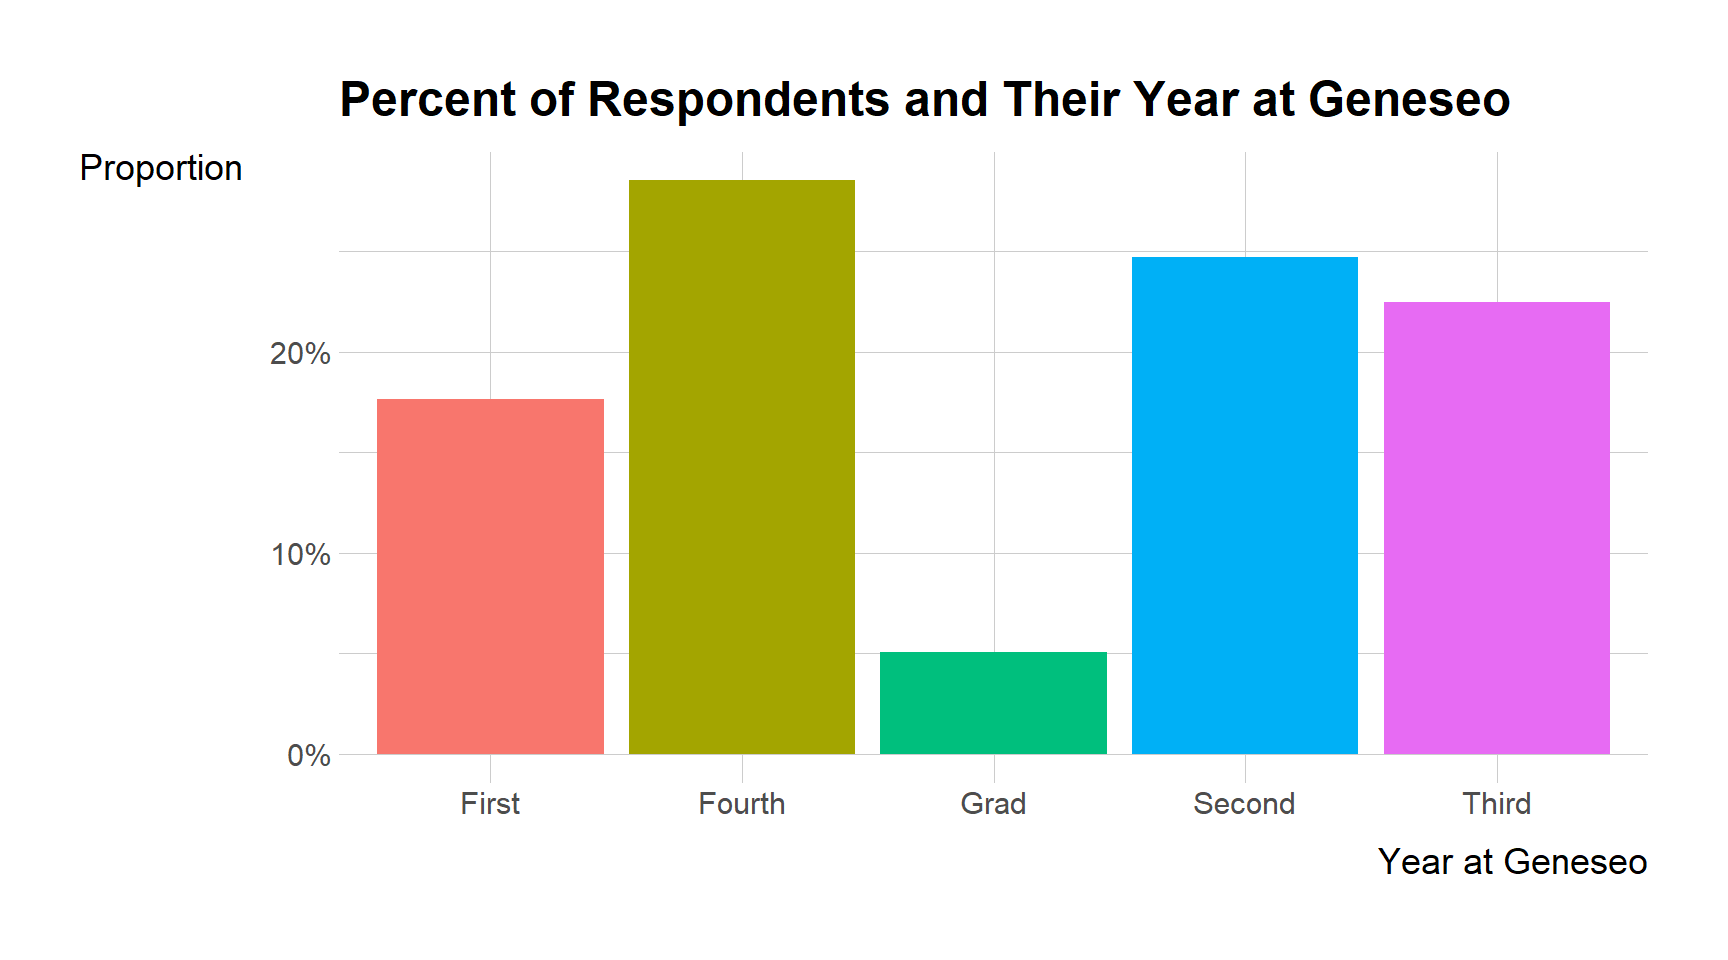 Percent of Respondents and Their Year at Geneseo
Proportion
20%
10%
0%
First Fourth Grad Second Third
Year at Geneseo